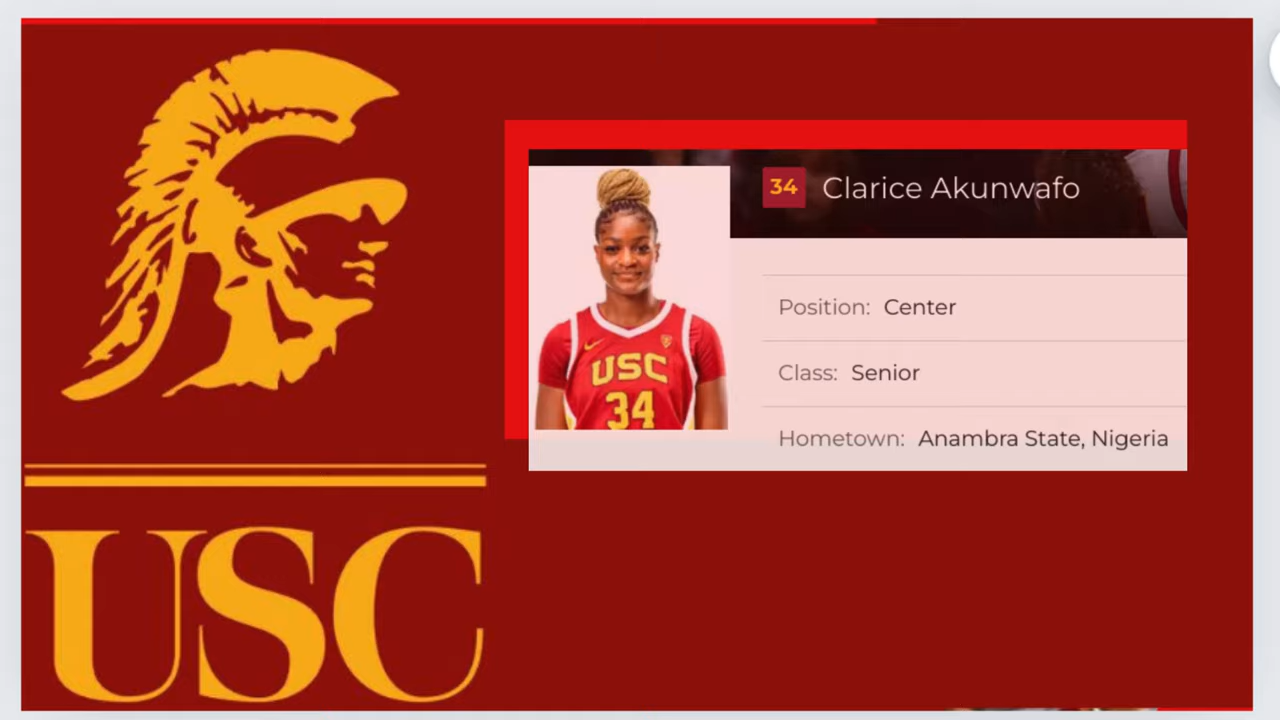 34 Clarice Akunwafo
Position: Center
Class: Senior
Hometown: Anambra State, Nigeria
USC
34
USC